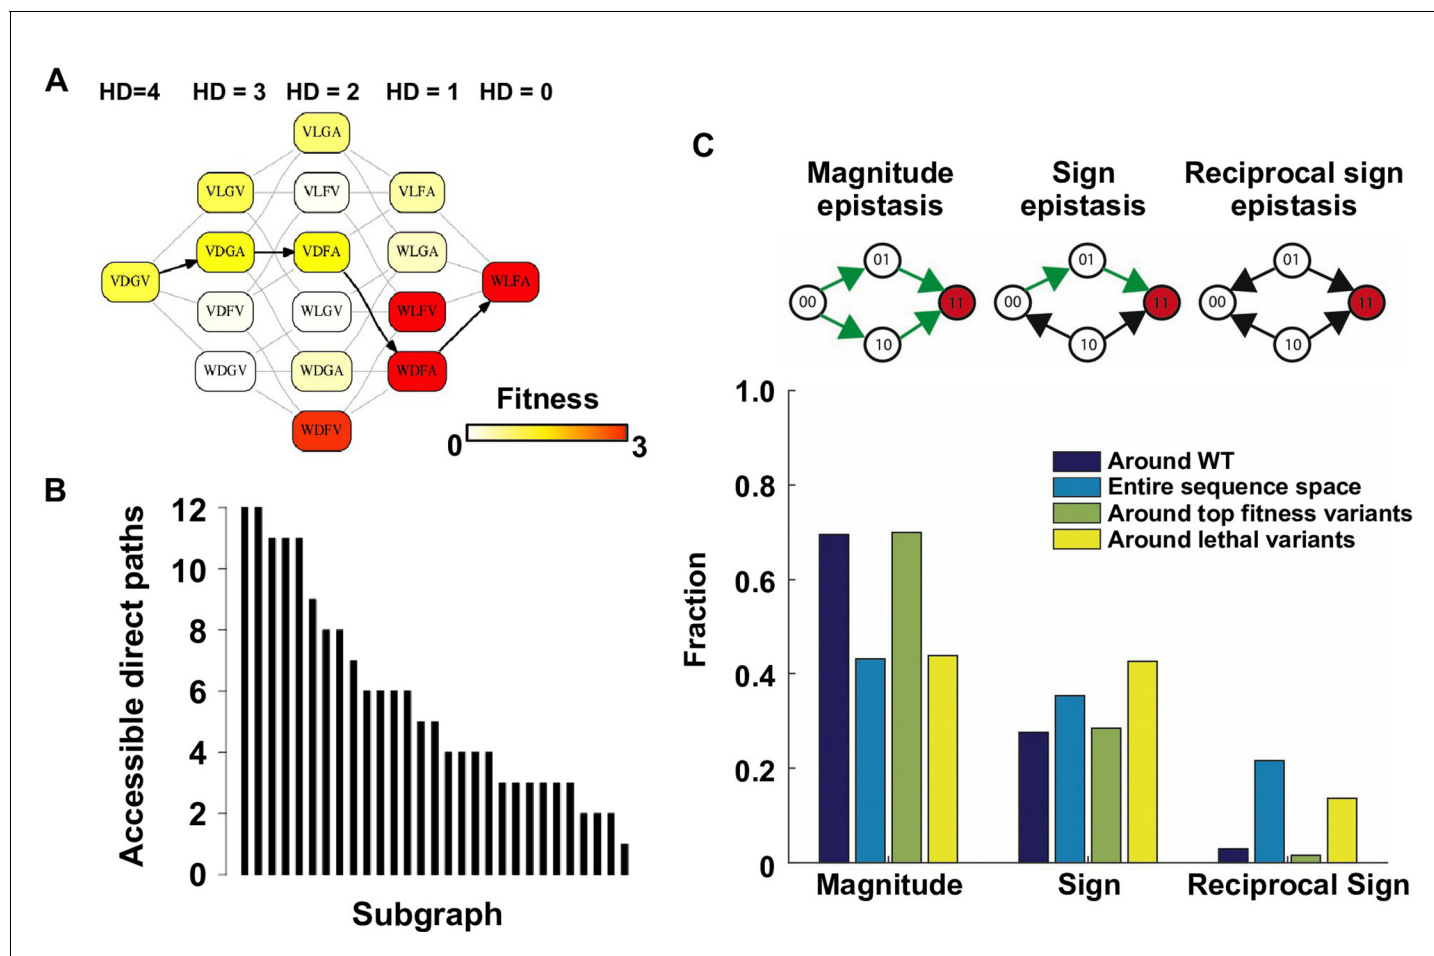 A
HD=4 HD = 3 HD = 2 HD = 1 HD = 0
VLGA
VLGV VLFV VLFA
VDGA VDFA WLGA
VDGV WLFA
VDFV WLGV WLFV
WDGV WDGA WDFA
WDFV
Fitness
0 3
B
Accessible direct paths
12
10
8
6
4
2
0
Subgraph
C
Magnitude
epistasis
Sign
epistasis
Reciprocal sign
epistasis
01
00 11
10
01
00 11
10
01
00 11
10
Fraction
1.0
0.8
0.6
0.4
0.2
0
Around WT
Entire sequence space
Around top fitness variants
Around lethal variants
Magnitude Sign Reciprocal Sign